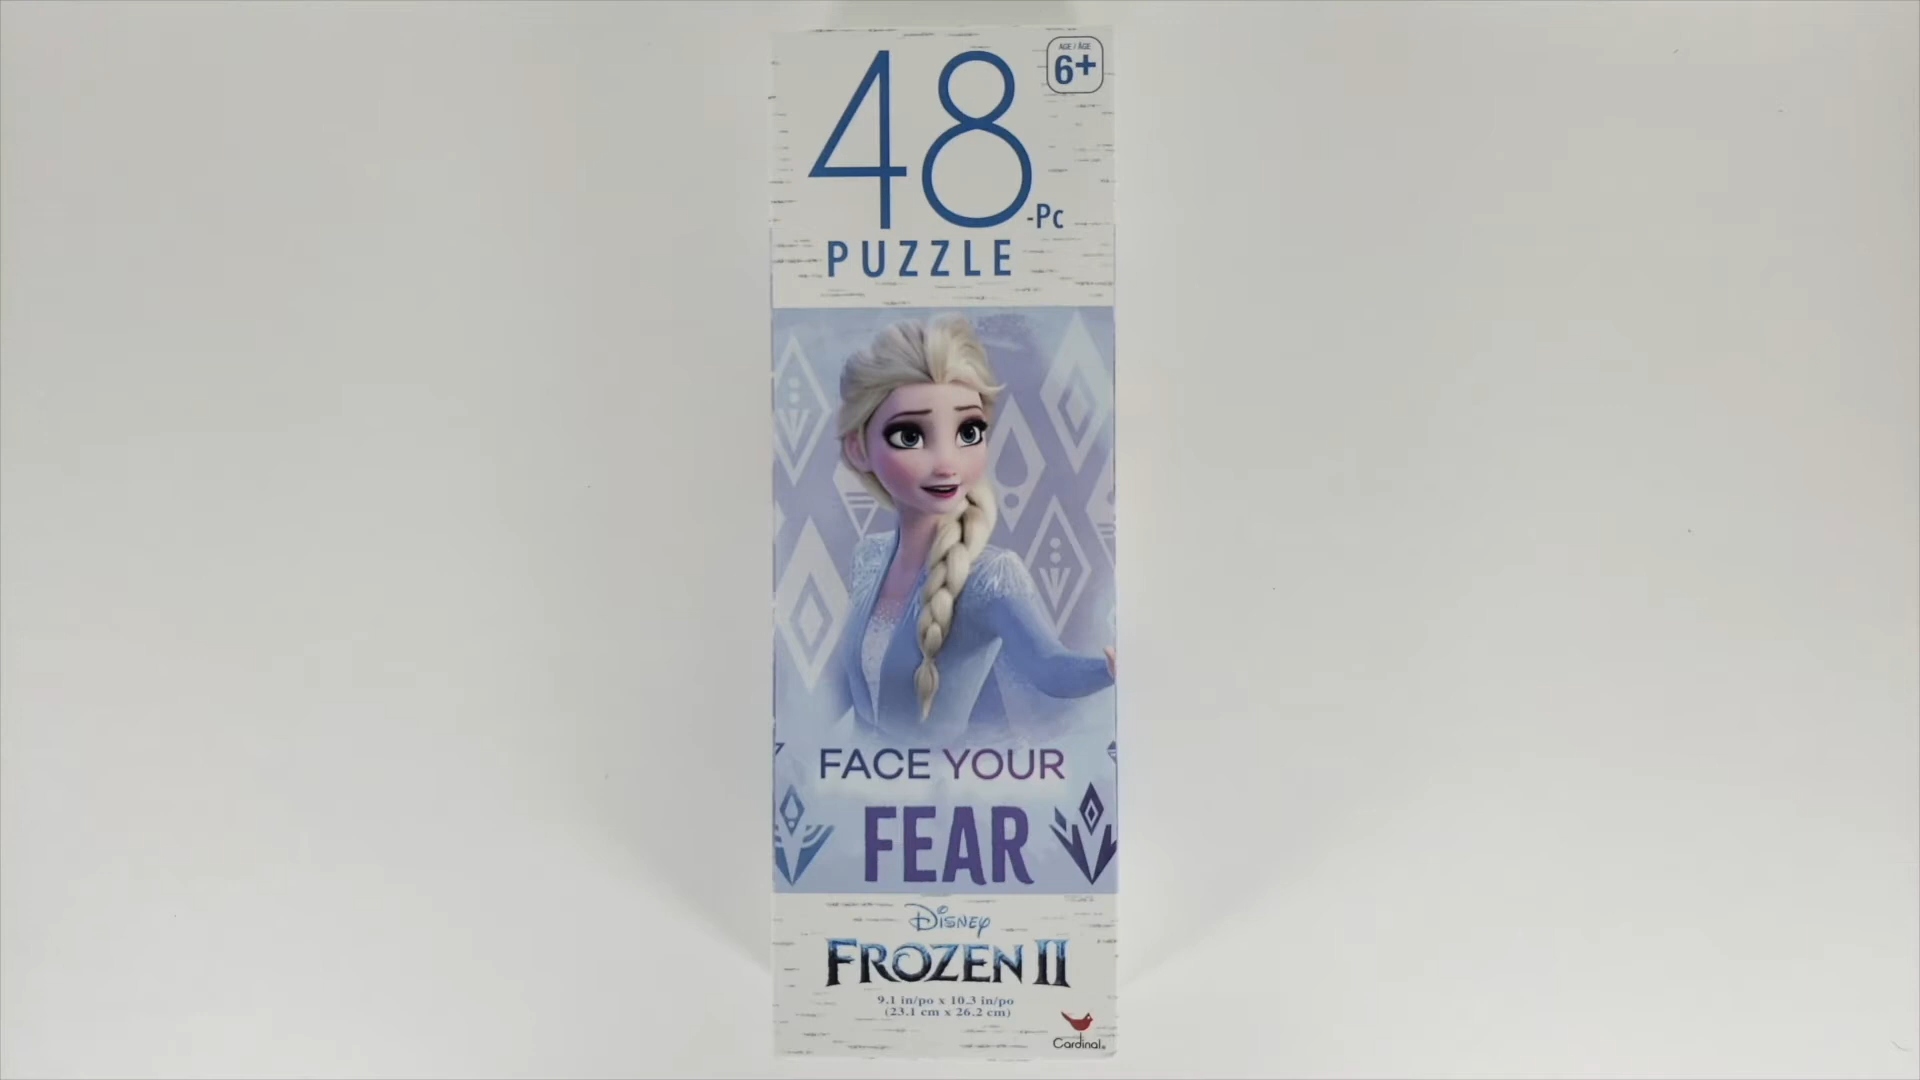 AGE / ÂGE
6+
48
-Pc
PUZZLE
FACE YOUR
FEAR
DISNEY
FROZEN II
9.1 in/po x 10.3 in/po
(23.1 cm x 26.2 cm)
Cardinal®